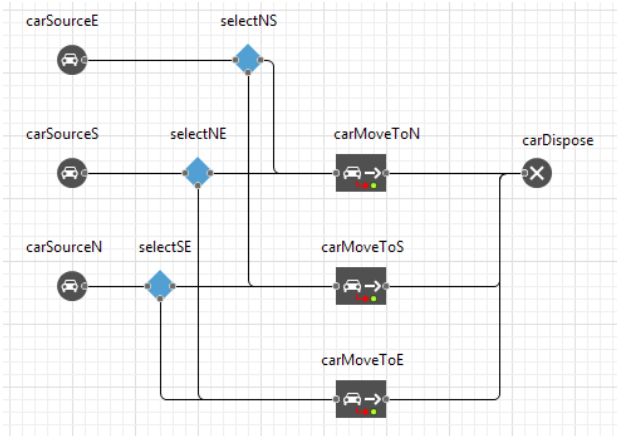 carSourceE
selectNS
carSourceS
selectNE
carMoveToN
carDispose
carSourceN
selectSE
carMoveToS
carMoveToE